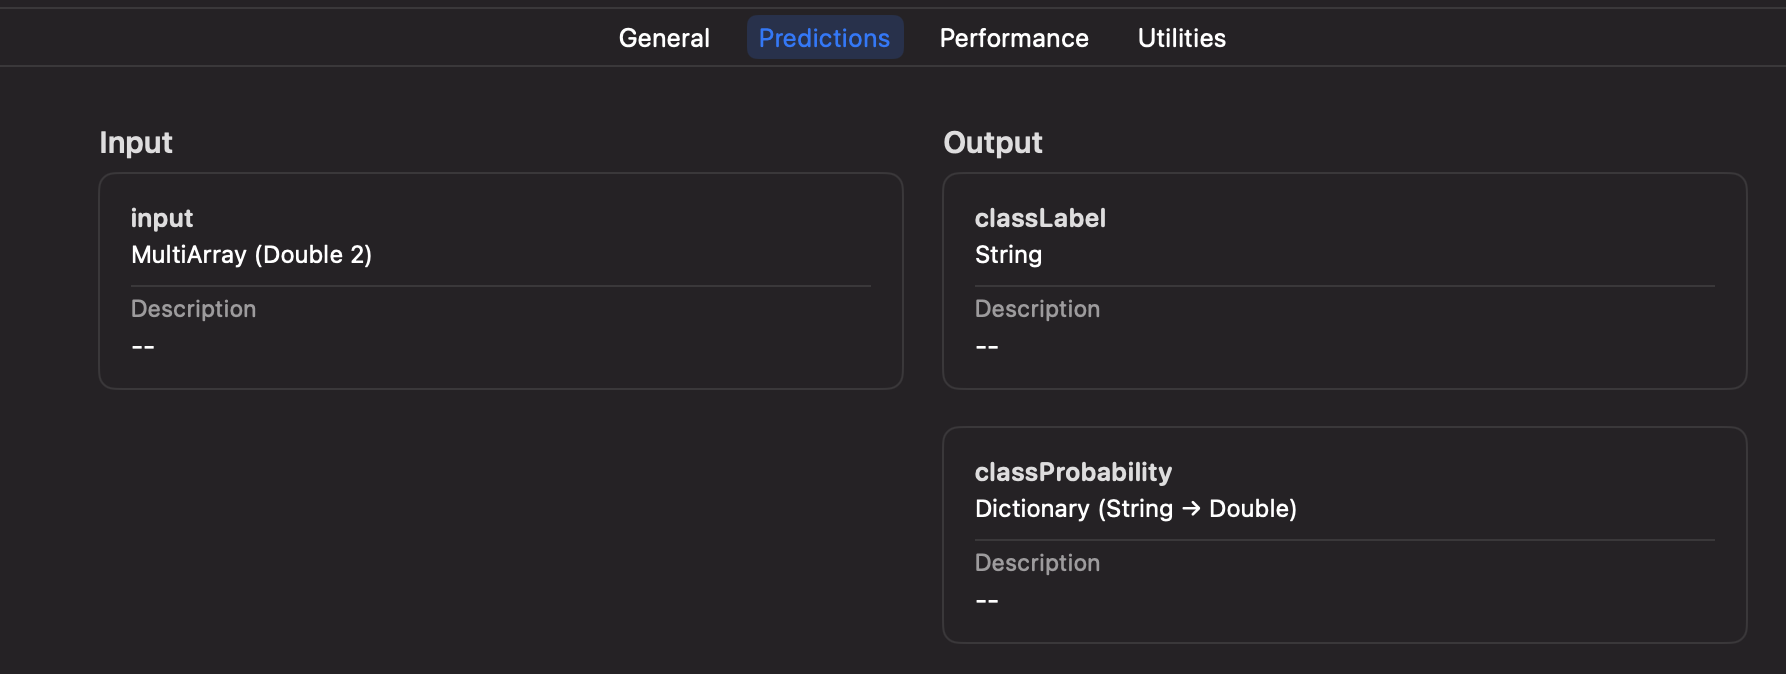 General Predictions Performance Utilities
Input
input
MultiArray (Double 2)
Description
--
Output
classLabel
String
Description
--
classProbability
Dictionary (String → Double)
Description
--